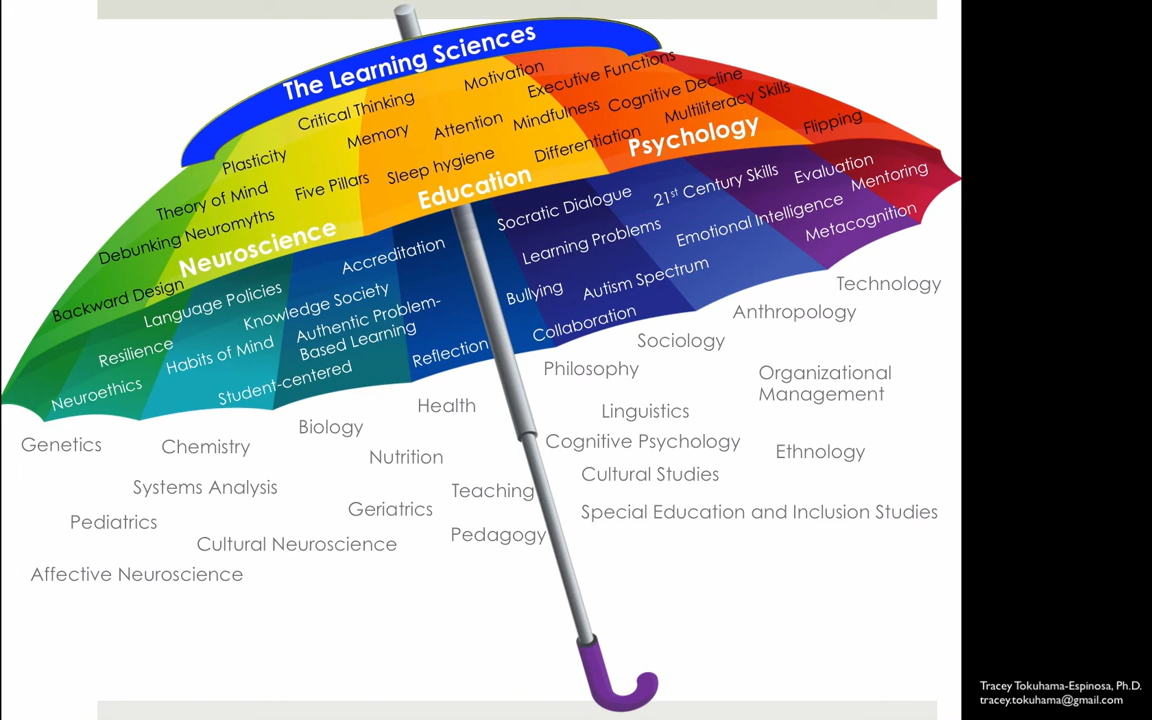 The Learning Sciences
Motivation
Executive Functions
Critical Thinking
Cognitive Decline
Memory
Attention
Mindfulness
Multiliteracy Skills
Plasticity
Differentiation
Psychology
Flipping
Theory of Mind
Five Pillars
Sleep hygiene
Education
Debunking Neuromyths
Neuroscience
Backward Design
Socratic Dialogue
21st Century Skills
Evaluation
Mentoring
Accreditation
Learning Problems
Emotional Intelligence
Metacognition
Language Policies
Knowledge Society
Bullying
Autism Spectrum
Authentic Problem-
Based Learning
Collaboration
Resilience
Habits of Mind
Reflection
Neuroethics
Student-centered
Technology
Anthropology
Sociology
Philosophy
Organizational
Management
Health
Linguistics
Biology
Genetics
Chemistry
Cognitive Psychology
Ethnology
Nutrition
Cultural Studies
Systems Analysis
Teaching
Geriatrics
Special Education and Inclusion Studies
Pediatrics
Pedagogy
Cultural Neuroscience
Affective Neuroscience
Tracey Tokuhama-Espinosa, Ph.D.
tracey.tokuhama@gmail.com